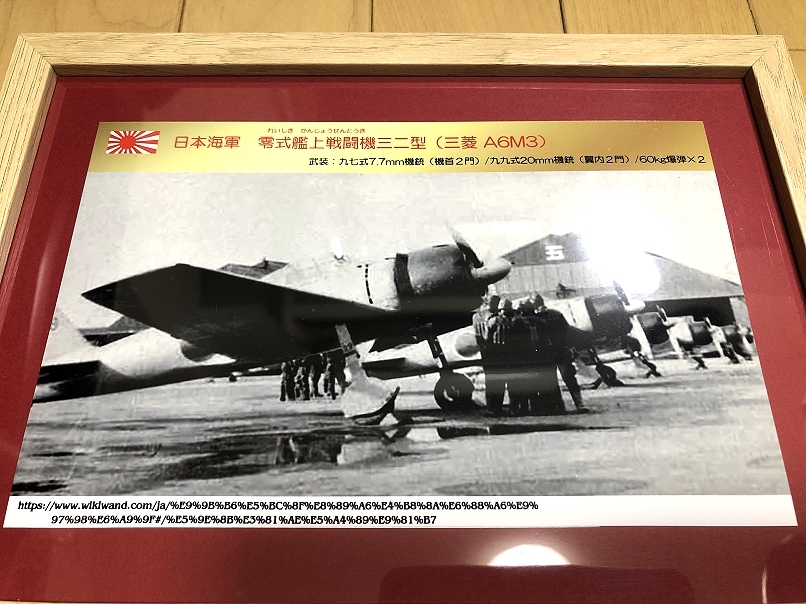 れいしき かんじょうせんとうき
日本海軍 零式艦上戦闘機三二型（三菱 A6M3）
武装：九七式7.7mm機銃（機首２門）/九九式20mm機銃（翼内２門）/60kg爆弾×２
五
https://www.wikiwand.com/ja/%E9%9B%B6%E5%BC%8F%E8%89%A6%E4%B8%8A%E6%88%A6%E9%
97%98%E6%A9%9F#/%E5%9E%8B%E3%81%AE%E5%A4%89%E9%81%B7